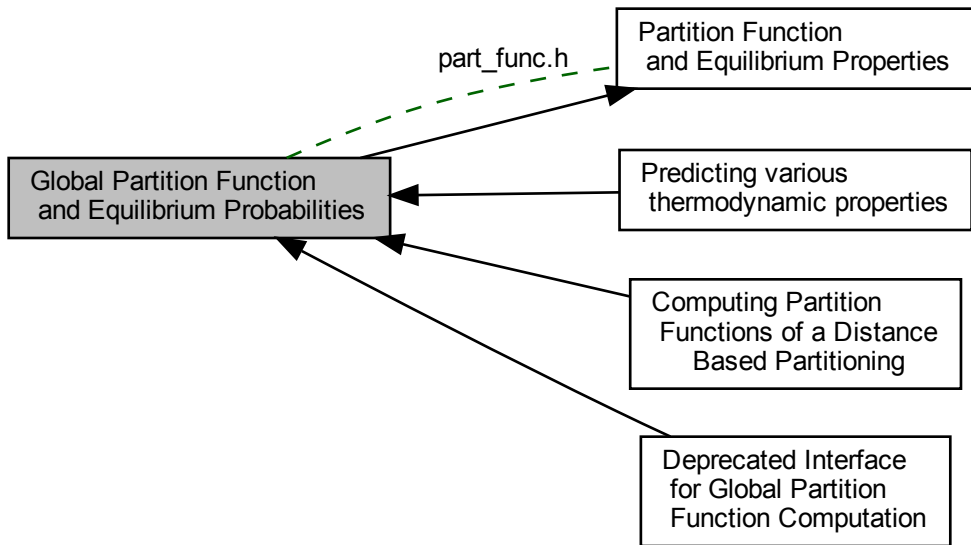 Partition Function
and Equilibrium Properties
part_func.h
Global Partition Function
and Equilibrium Probabilities
Predicting various
thermodynamic properties
Computing Partition
Functions of a Distance
Based Partitioning
Deprecated Interface
for Global Partition
Function Computation